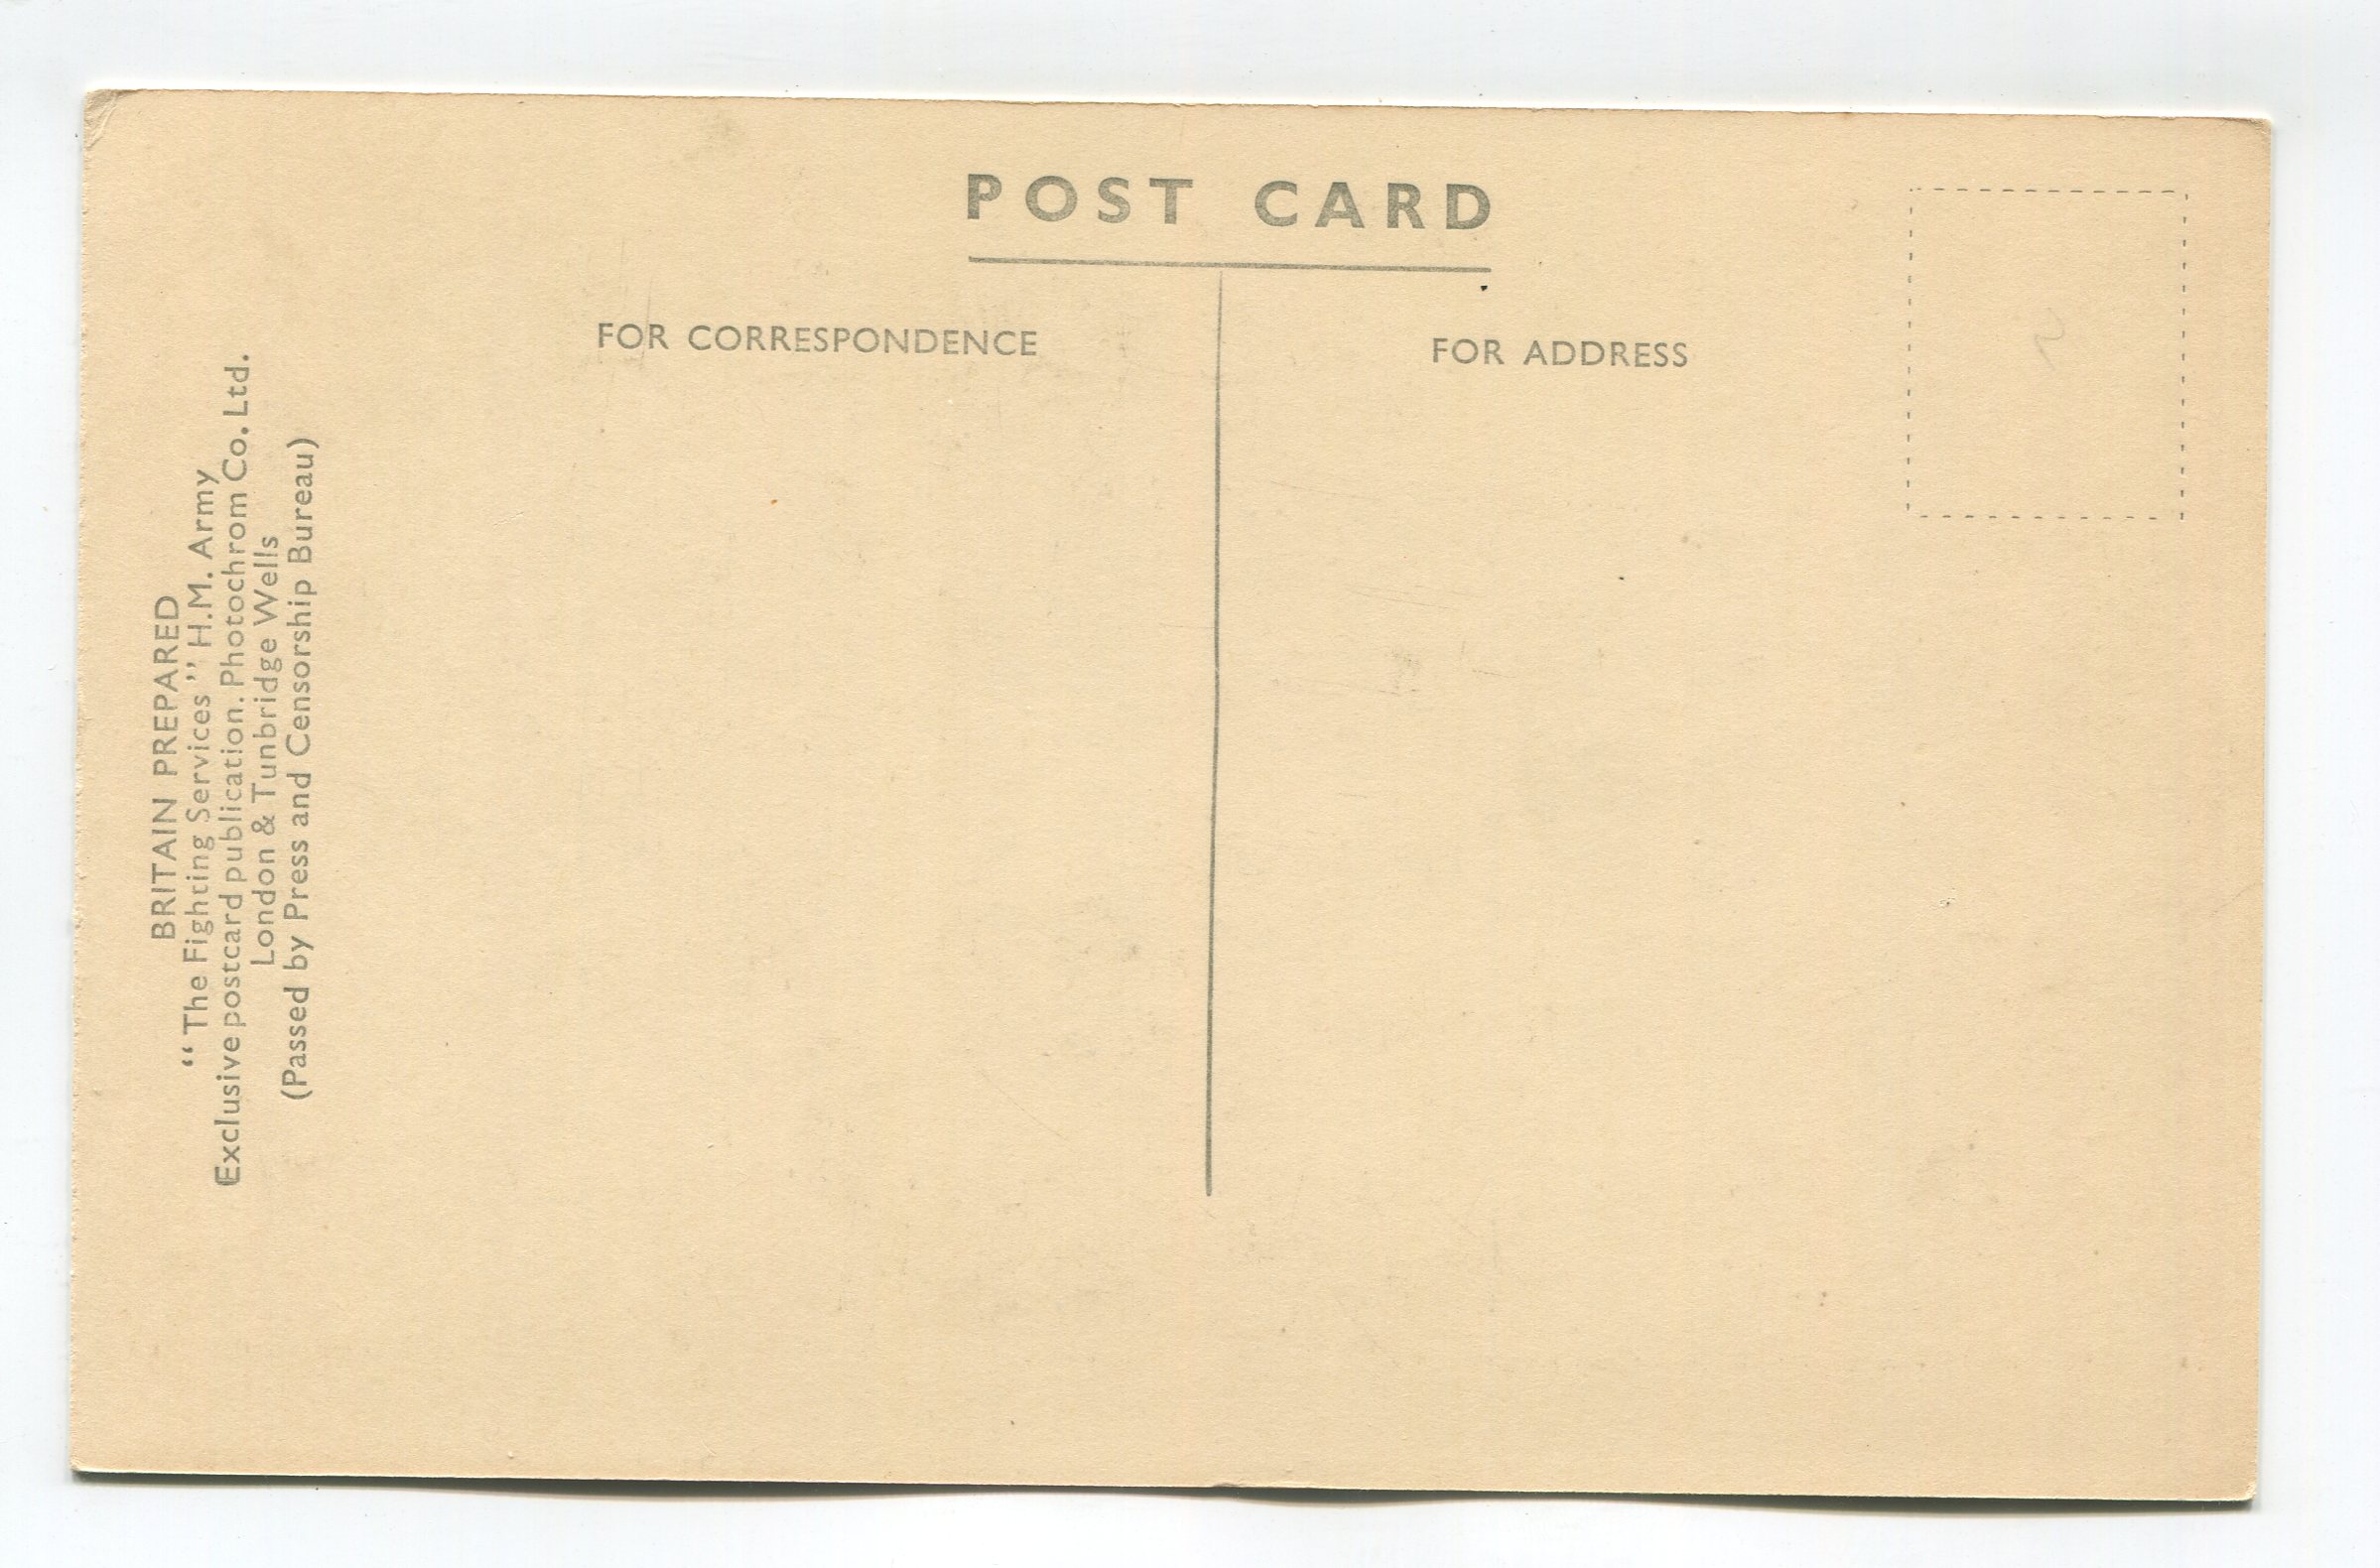 POST CARD
FOR CORRESPONDENCE
FOR ADDRESS
BRITAIN PREPARED
“ The Fighting Services ” H.M. Army
Exclusive postcard publication. Photochrom Co. Ltd.
London & Tunbridge Wells
(Passed by Press and Censorship Bureau)